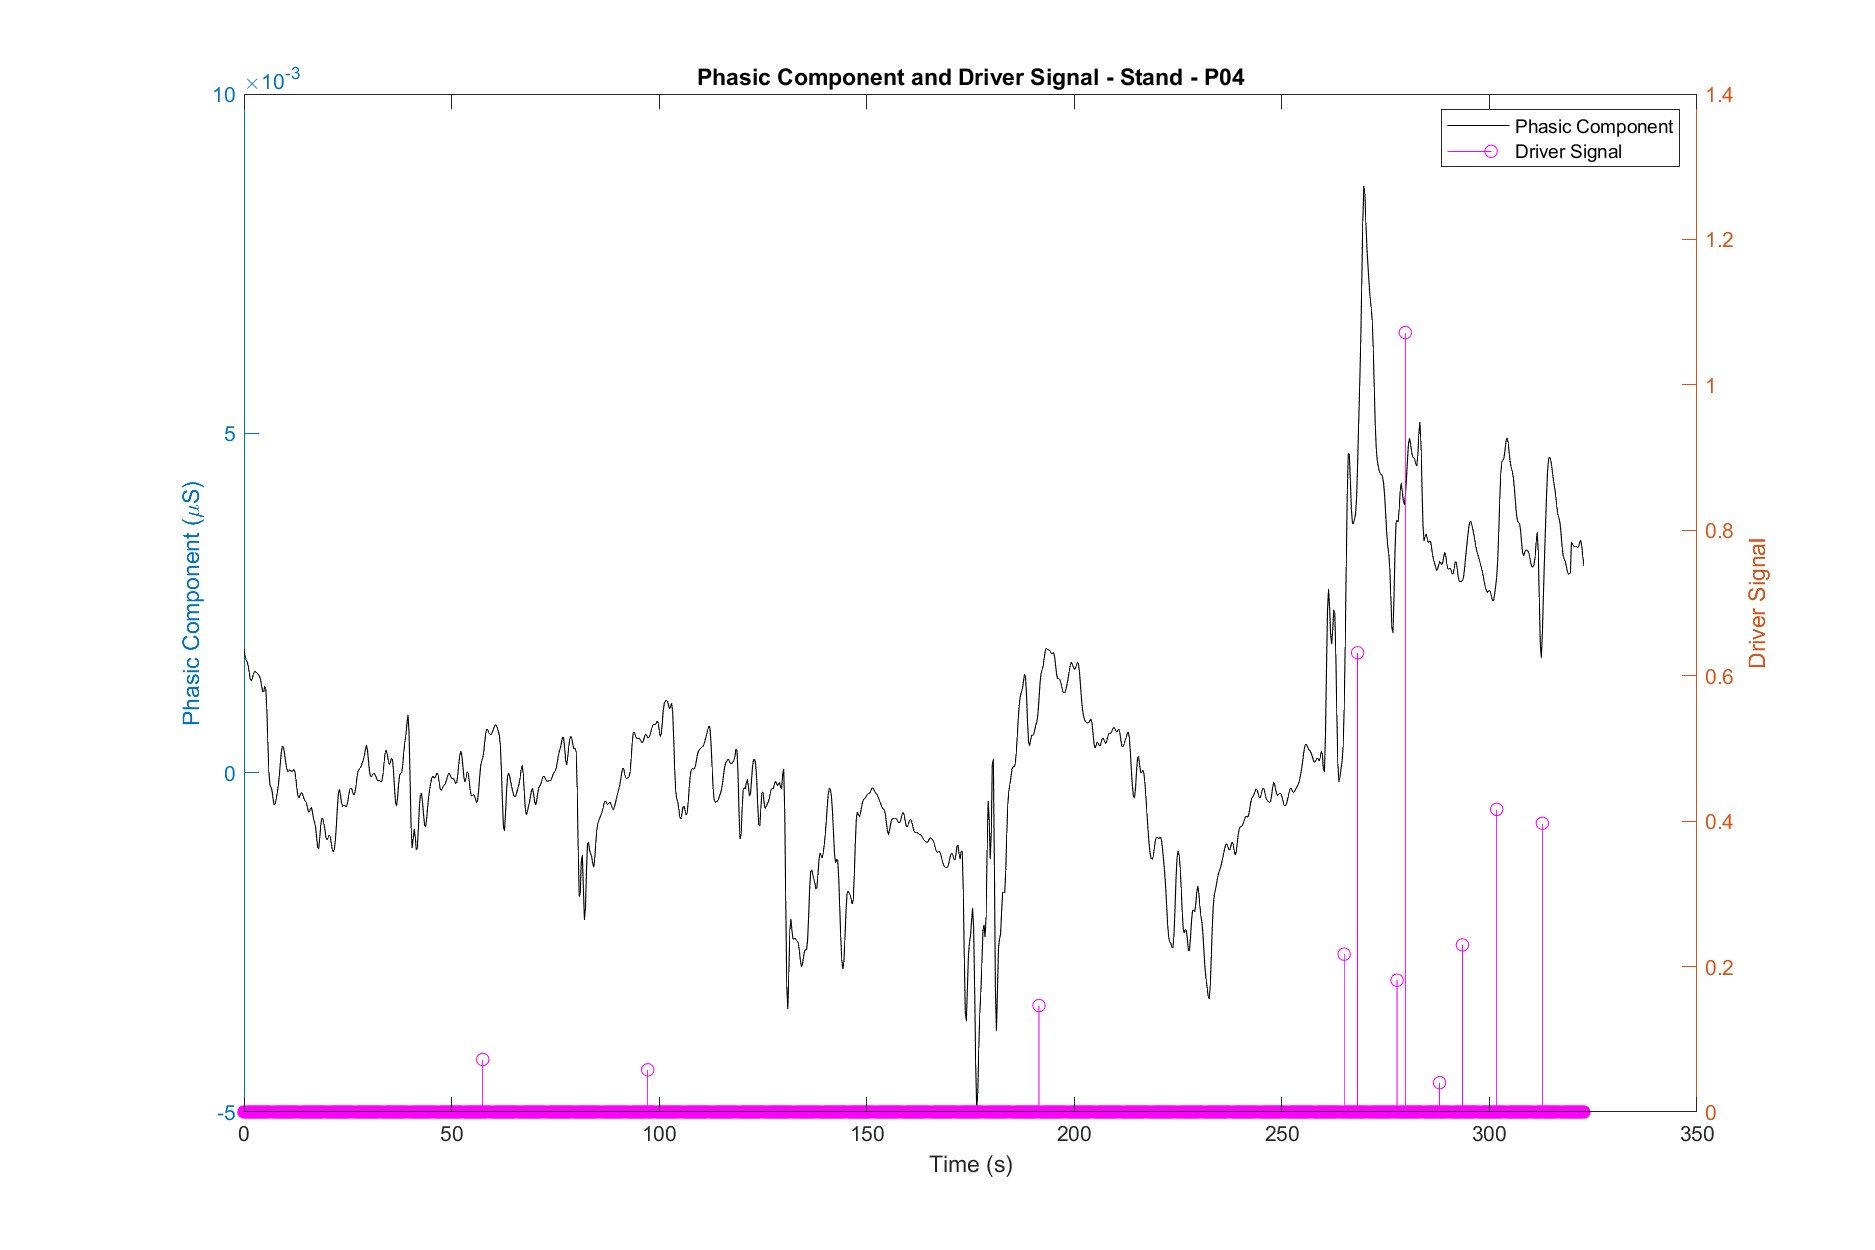 Phasic Component and Driver Signal - Stand - P04
×10-3
10
5
0
-5
Phasic Component (μS)
Phasic Component
Driver Signal
1.4
1.2
1
0.8
0.6
0.4
0.2
0
Driver Signal
0 50 100 150 200 250 300 350
Time (s)